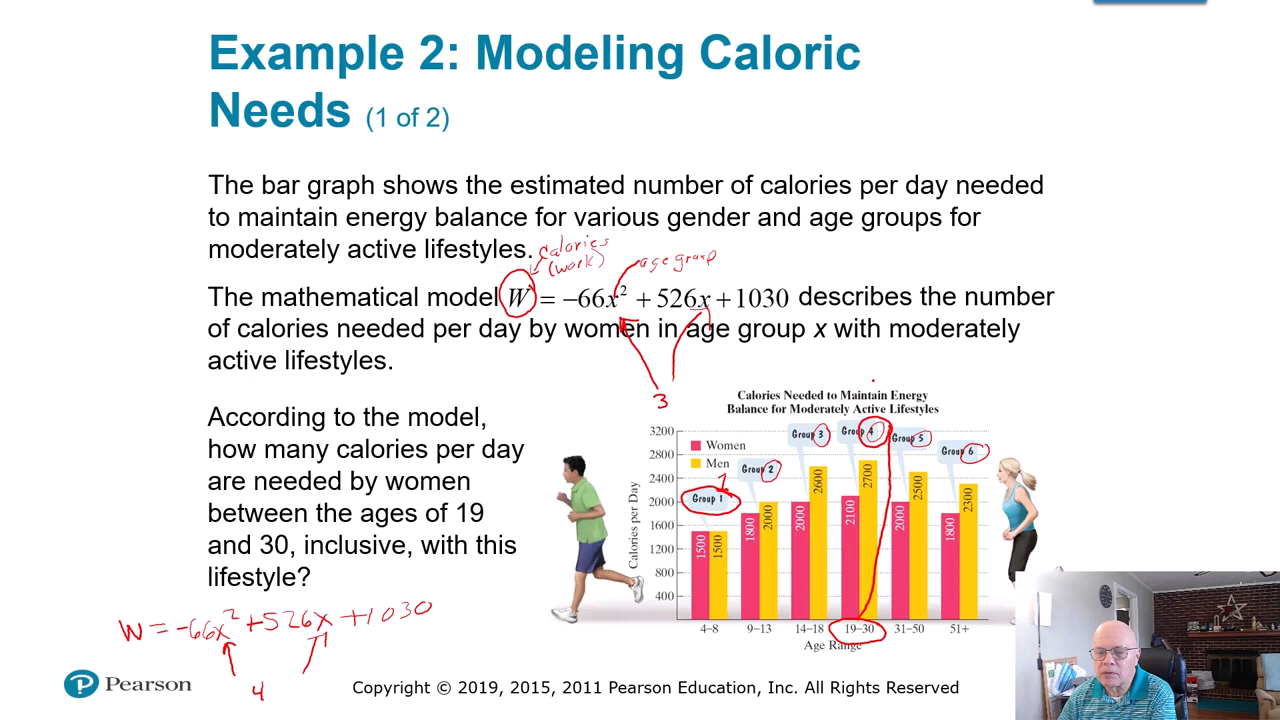 Example 2: Modeling Caloric
Needs (1 of 2)
The bar graph shows the estimated number of calories per day needed
to maintain energy balance for various gender and age groups for
moderately active lifestyles.
Calories
(work)
age group
The mathematical model W = −66x² + 526x + 1030 describes the number
of calories needed per day by women in age group x with moderately
active lifestyles.
3
According to the model,
how many calories per day
are needed by women
between the ages of 19
and 30, inclusive, with this
lifestyle?
W = -66x² + 526x + 1030
4
Calories Needed to Maintain Energy
Balance for Moderately Active Lifestyles
Calories per Day
3200
2800
2400
2000
1600
1200
800
400
Women
Men
Group 1
1
Group 2
Group 3
Group 4
Group 5
Group 6
1500 1500
1800 2000
2000 2600
2100 2700
2000 2500
1800 2300
4–8 9–13 14–18 19–30 31–50 51+
Age Range
Pearson
Copyright © 2019, 2015, 2011 Pearson Education, Inc. All Rights Reserved